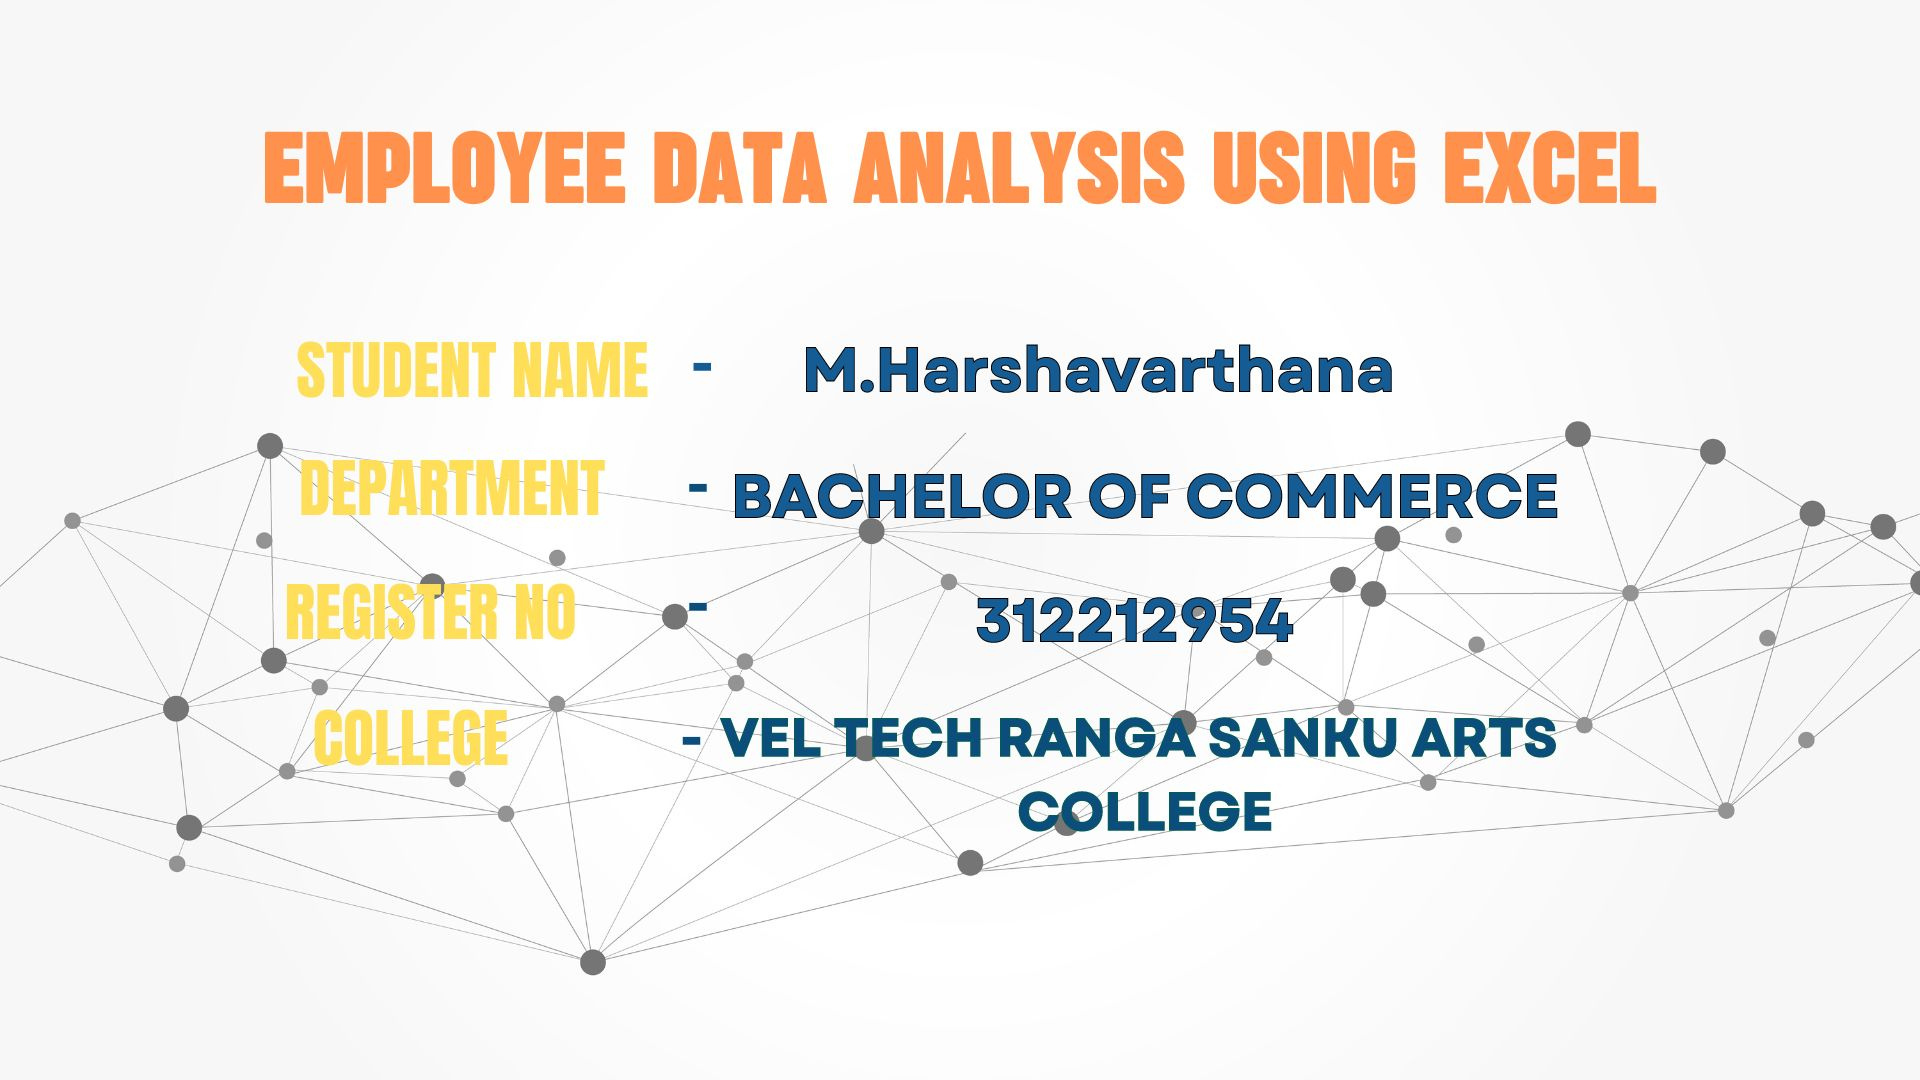 EMPLOYEE DATA ANALYSIS USING EXCEL
STUDENT NAME - M.Harshavarthana
DEPARTMENT - BACHELOR OF COMMERCE
REGISTER NO - 312212954
COLLEGE - VEL TECH RANGA SANKU ARTS
COLLEGE